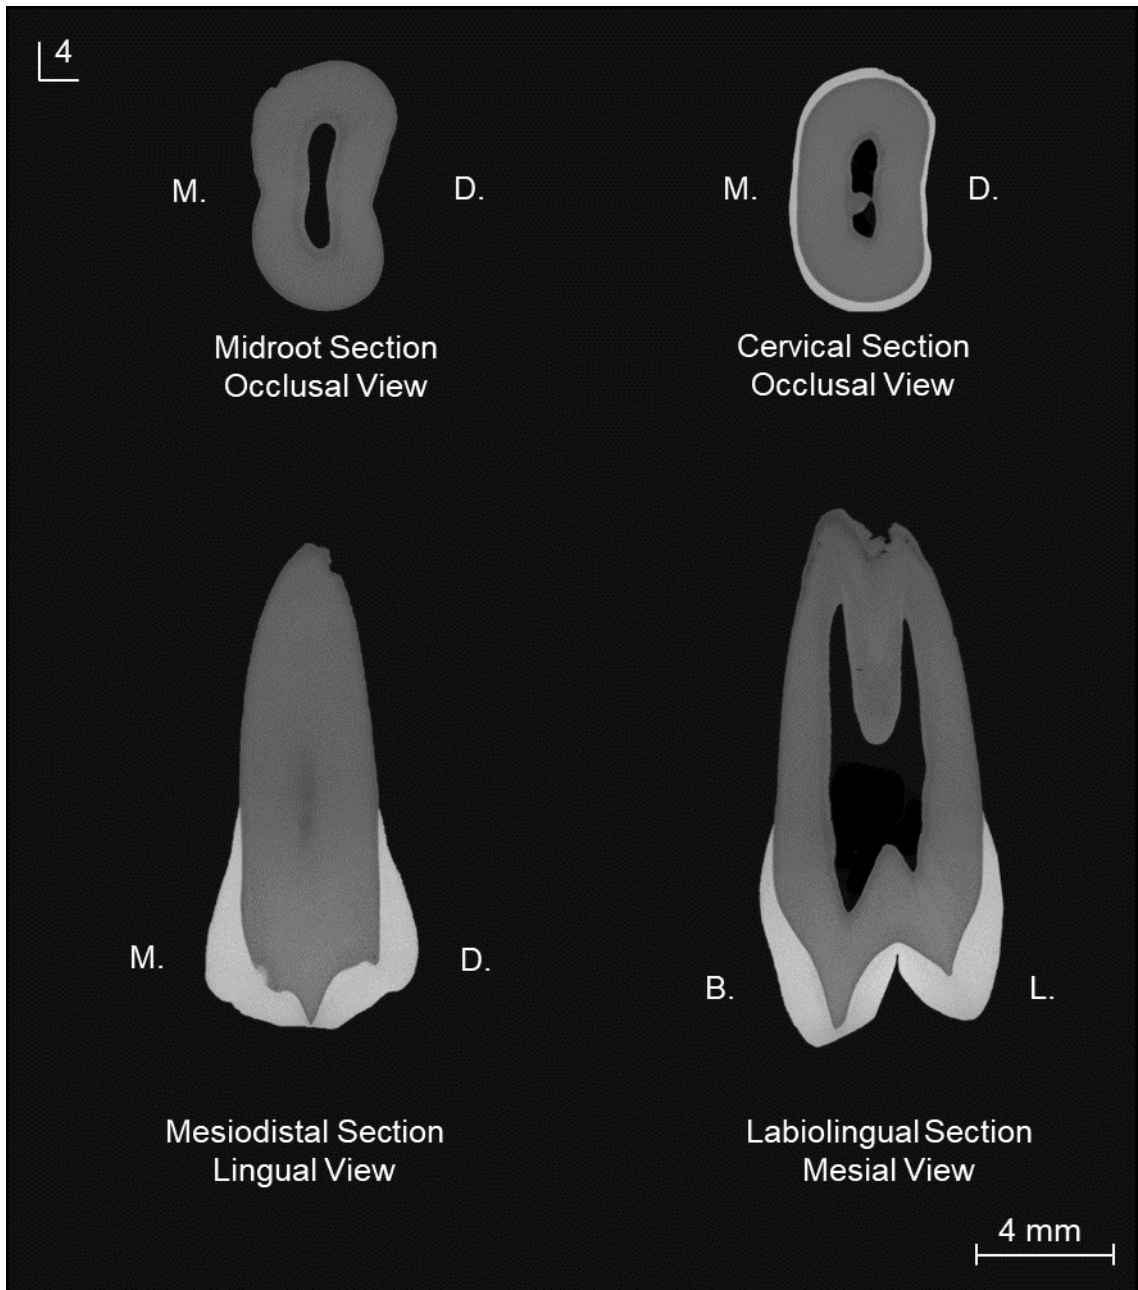 4
M.
D.
M.
D.
Midroot Section
Occlusal View
Cervical Section
Occlusal View
M.
D.
B.
L.
Mesiodistal Section
Lingual View
Labiolingual Section
Mesial View
4 mm